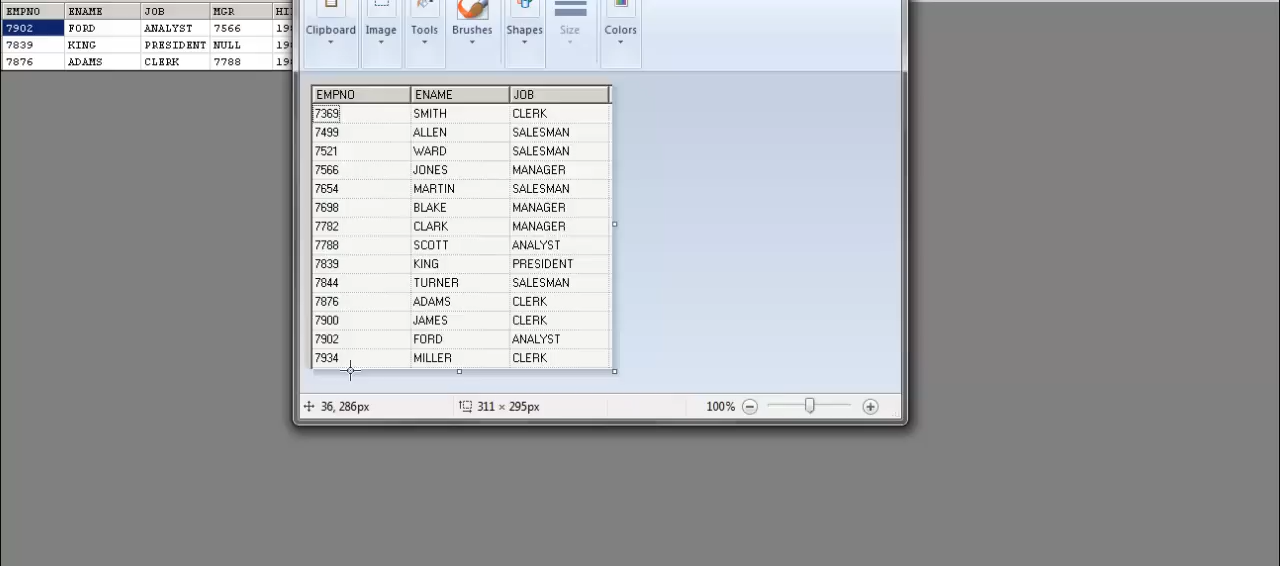 EMPNO ENAME JOB MGR
7902 FORD ANALYST 7566
7839 KING PRESIDENT NULL
7876 ADAMS CLERK 7788
Clipboard Image Tools Brushes Shapes Size Colors
EMPNO ENAME JOB
7369 SMITH CLERK
7499 ALLEN SALESMAN
7521 WARD SALESMAN
7566 JONES MANAGER
7654 MARTIN SALESMAN
7698 BLAKE MANAGER
7782 CLARK MANAGER
7788 SCOTT ANALYST
7839 KING PRESIDENT
7844 TURNER SALESMAN
7876 ADAMS CLERK
7900 JAMES CLERK
7902 FORD ANALYST
7934 MILLER CLERK
36, 286px 311 × 295px 100%